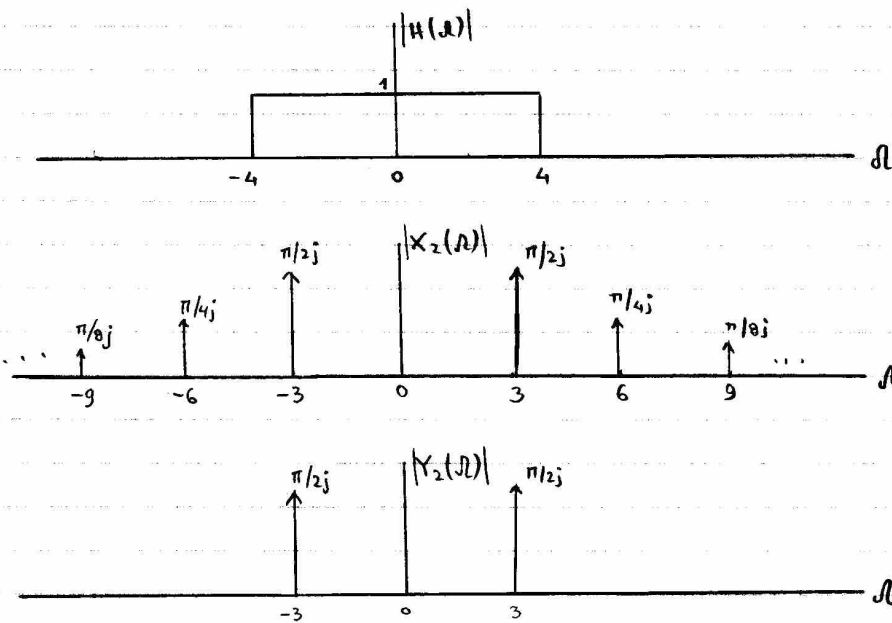 |H(Ω)|
1
-4 0 4 Ω
|X₂(Ω)|
π/2j π/2j
π/4j π/4j
π/8j π/8j
... ...
-9 -6 -3 0 3 6 9 Ω
|Y₂(Ω)|
π/2j π/2j
-3 0 3 Ω